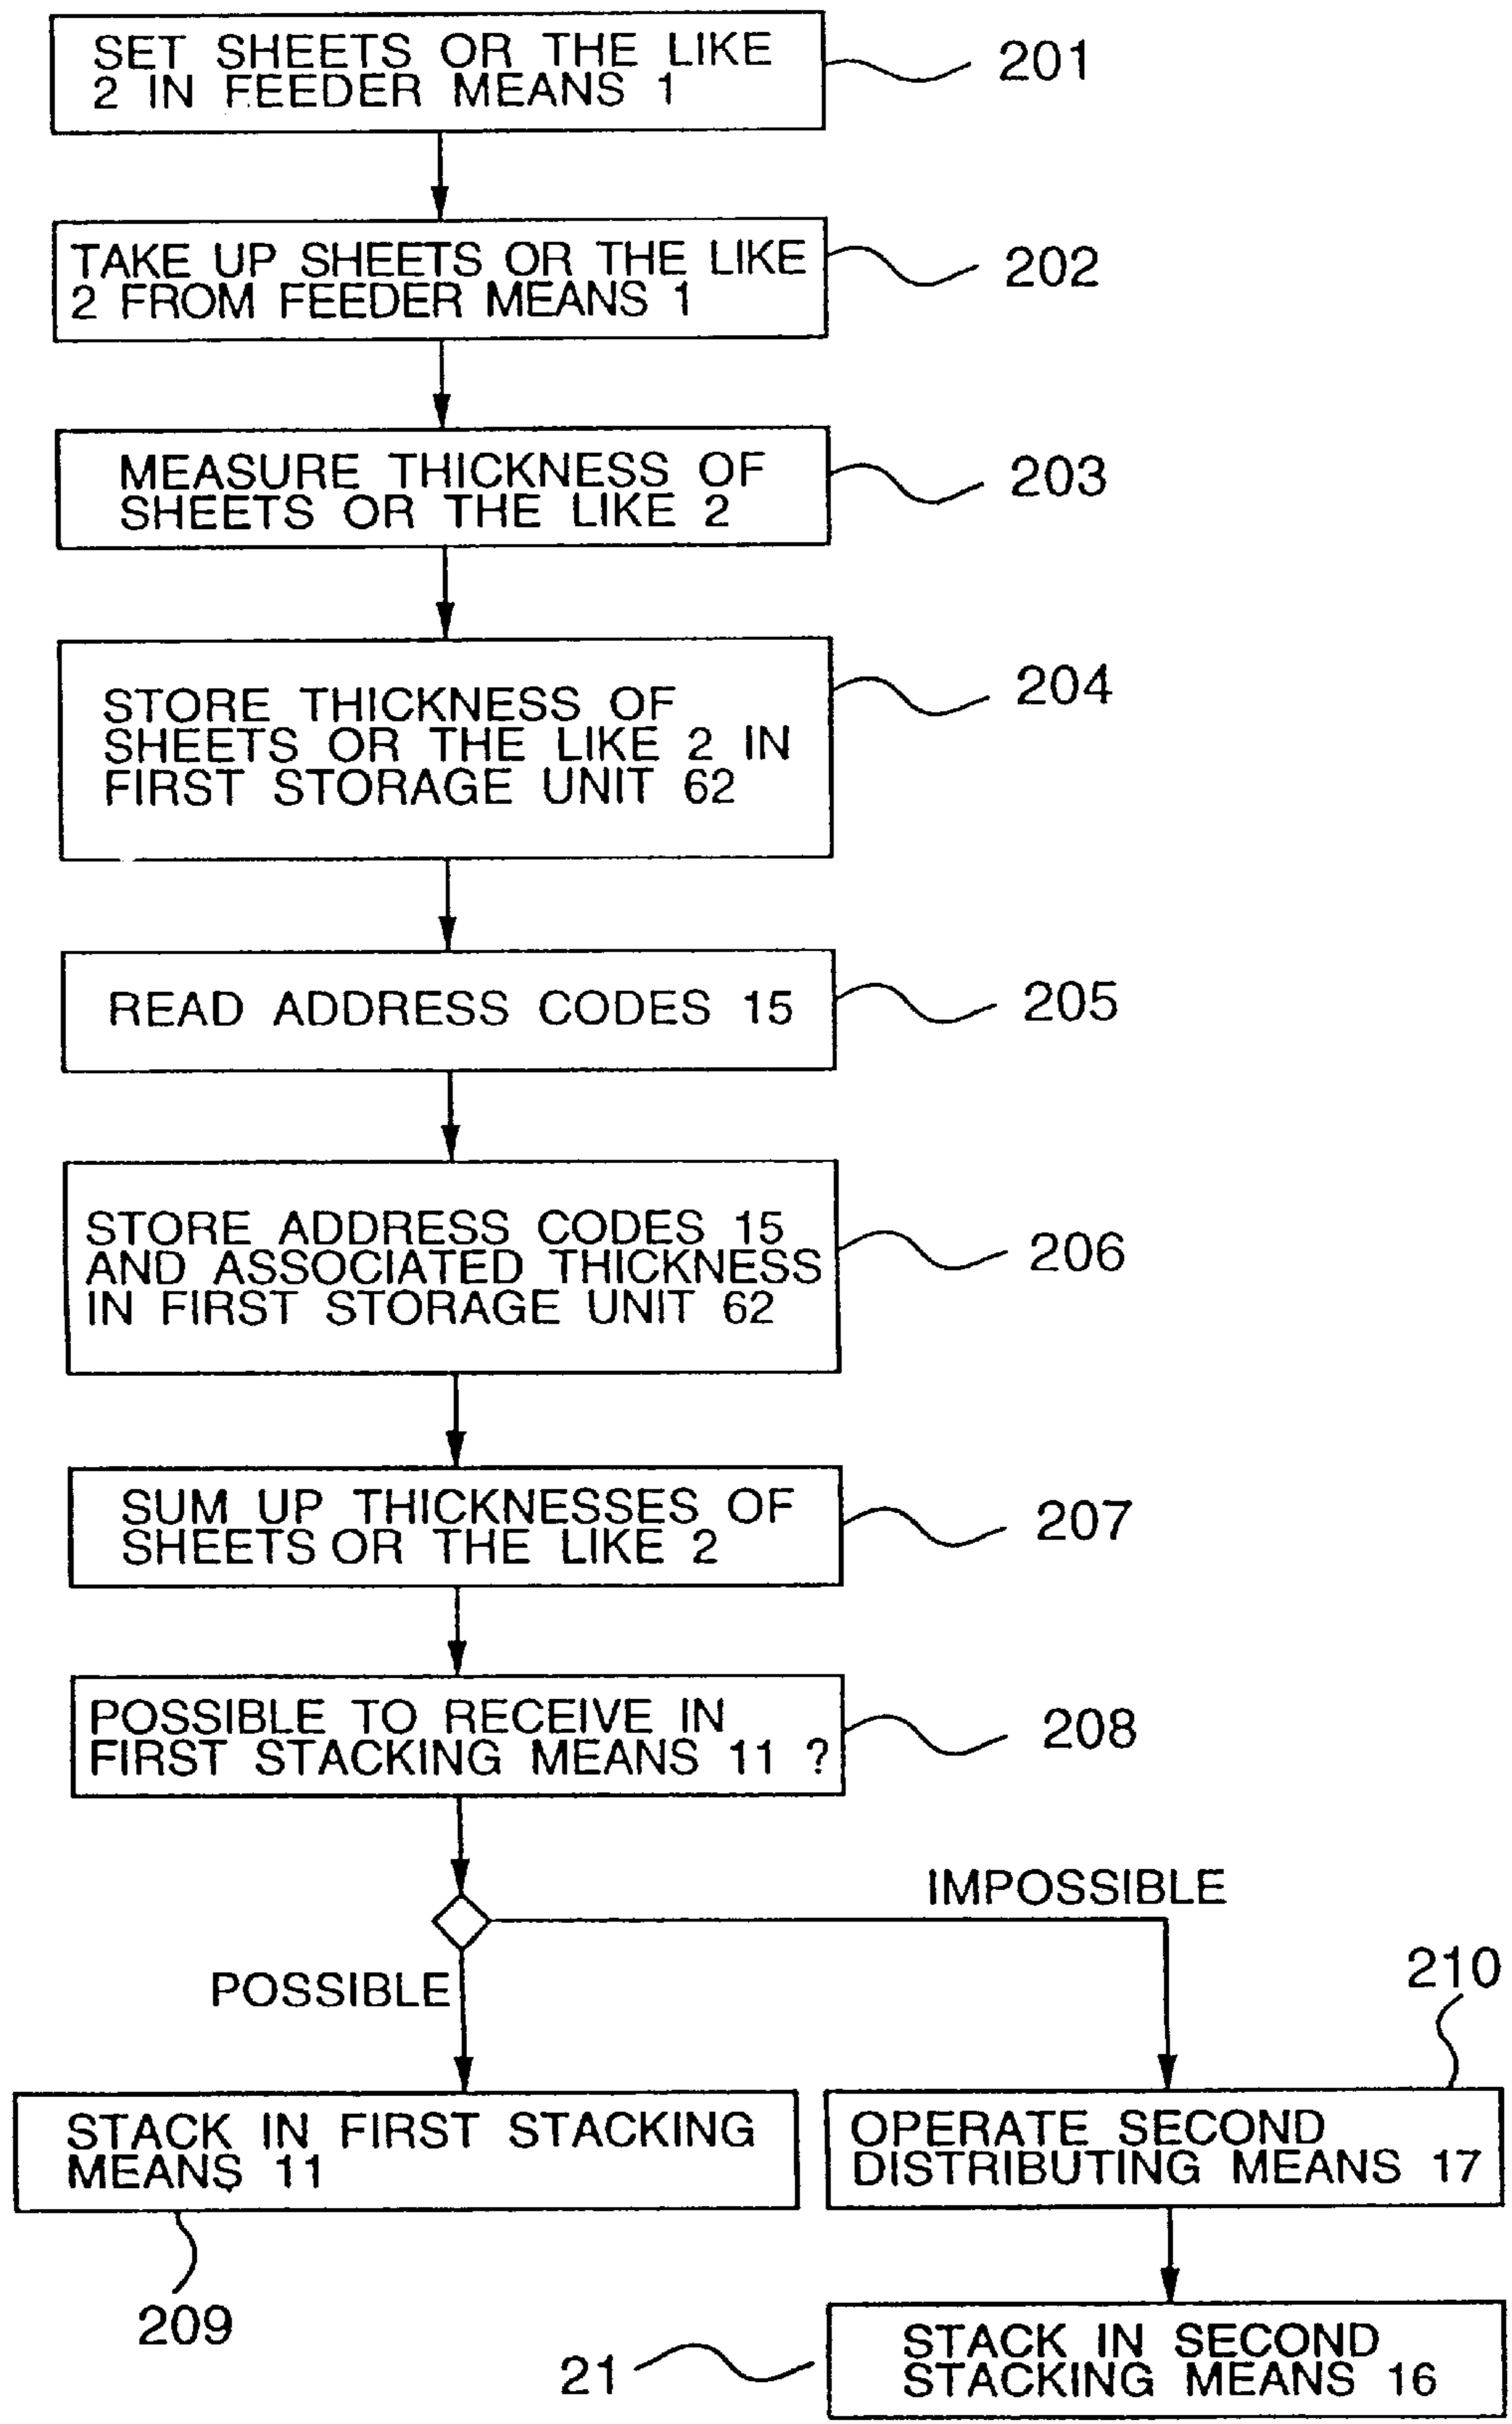 SET SHEETS OR THE LIKE
2 IN FEEDER MEANS 1
201
TAKE UP SHEETS OR THE LIKE
2 FROM FEEDER MEANS 1
202
MEASURE THICKNESS OF
SHEETS OR THE LIKE 2
203
STORE THICKNESS OF
SHEETS OR THE LIKE 2 IN
FIRST STORAGE UNIT 62
204
READ ADDRESS CODES 15
205
STORE ADDRESS CODES 15
AND ASSOCIATED THICKNESS
IN FIRST STORAGE UNIT 62
206
SUM UP THICKNESSES OF
SHEETS OR THE LIKE 2
207
POSSIBLE TO RECEIVE IN
FIRST STACKING MEANS 11 ?
208
IMPOSSIBLE
POSSIBLE
210
STACK IN FIRST STACKING
MEANS 11
209
OPERATE SECOND
DISTRIBUTING MEANS 17
21
STACK IN SECOND
STACKING MEANS 16